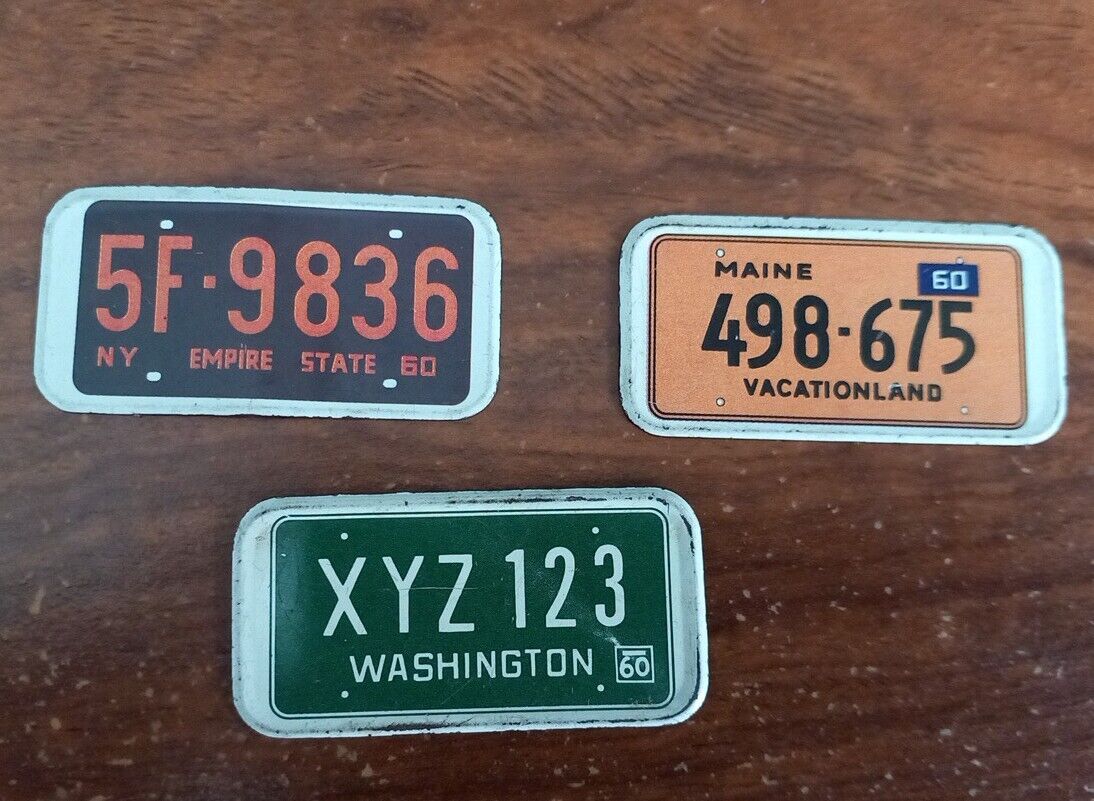 5F·9836
NY EMPIRE STATE 60
MAINE 60
498-675
VACATIONLAND
XYZ 123
WASHINGTON 60